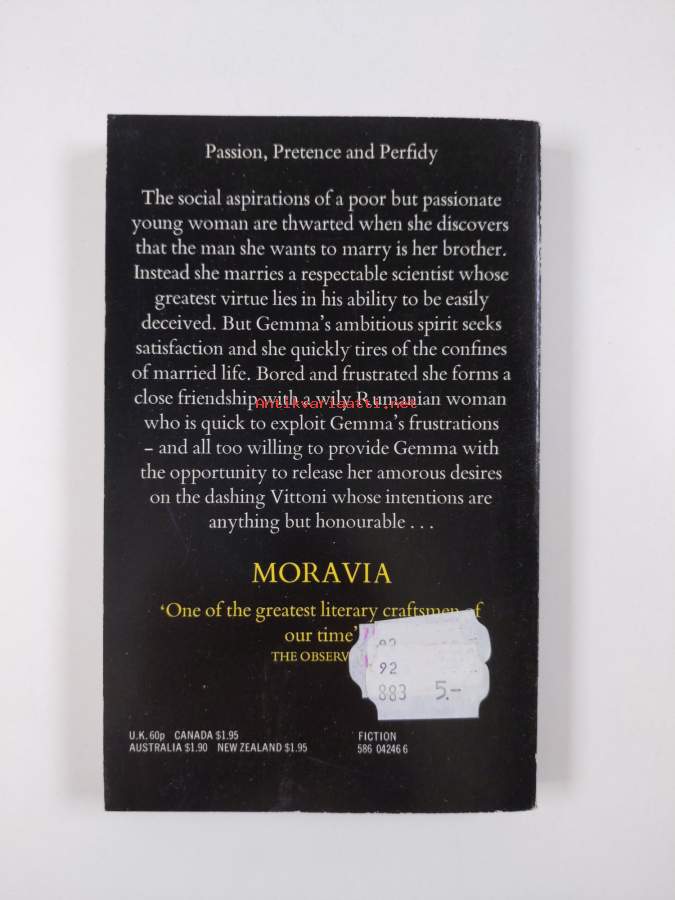 Passion, Pretence and Perfidy
The social aspirations of a poor but passionate
young woman are thwarted when she discovers
that the man she wants to marry is her brother.
Instead she marries a respectable scientist whose
greatest virtue lies in his ability to be easily
deceived. But Gemma's ambitious spirit seeks
satisfaction and she quickly tires of the confines
of married life. Bored and frustrated she forms a
close friendship with a wily Rumanian woman
Antikvariaatti.net
who is quick to exploit Gemma's frustrations
– and all too willing to provide Gemma with
the opportunity to release her amorous desires
on the dashing Vittoni whose intentions are
anything but honourable . . .
MORAVIA
'One of the greatest literary craftsmen of
our time'
THE OBSERV
92
92
883 5.-
U.K. 60p CANADA $1.95
AUSTRALIA $1.90 NEW ZEALAND $1.95
FICTION
586 04246 6